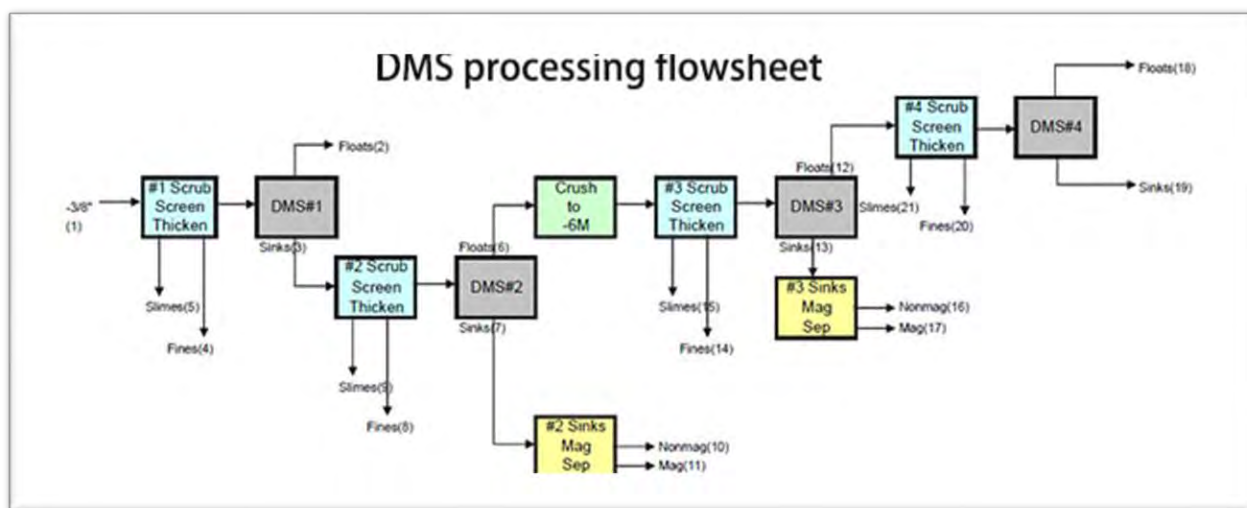 DMS processing flowsheet
Floats(18)
#4 Scrub
Screen
Thicken
DMS#4
Floats(2)
Floats(12)
-3/8"
(1)
#1 Scrub
Screen
Thicken
DMS#1
Crush
to
-6M
#3 Scrub
Screen
Thicken
DMS#3
Slimes(21)
Sinks(19)
Fines(20)
Sinks(3)
Floats(6)
Sinks(13)
#2 Scrub
Screen
Thicken
DMS#2
Slimes(5)
Slimes(15)
#3 Sinks
Mag
Sep
Nonmag(16)
Mag(17)
Sinks(7)
Fines(4)
Fines(14)
Slimes(9)
Fines(8)
#2 Sinks
Mag
Sep
Nonmag(10)
Mag(11)